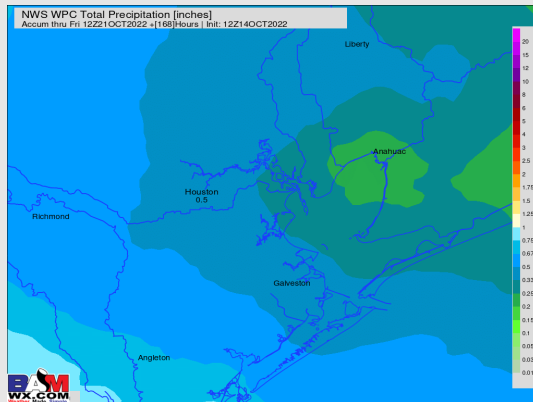 NWS WPC Total Precipitation [inches]
Accum thru Fri 12Z21OCT2022 +[168]Hours | Init: 12Z14OCT2022
Liberty
Anahuac
Houston
0.5
Richmond
Galveston
Angleton
20
15
12
10
8
6
5
4
3
2.5
2
1.75
1.5
1.25
1
0.75
0.67
0.5
0.33
0.25
0.2
0.15
0.1
0.05
0.03
0.01
BAM
WX.COM
Weather Made Simple